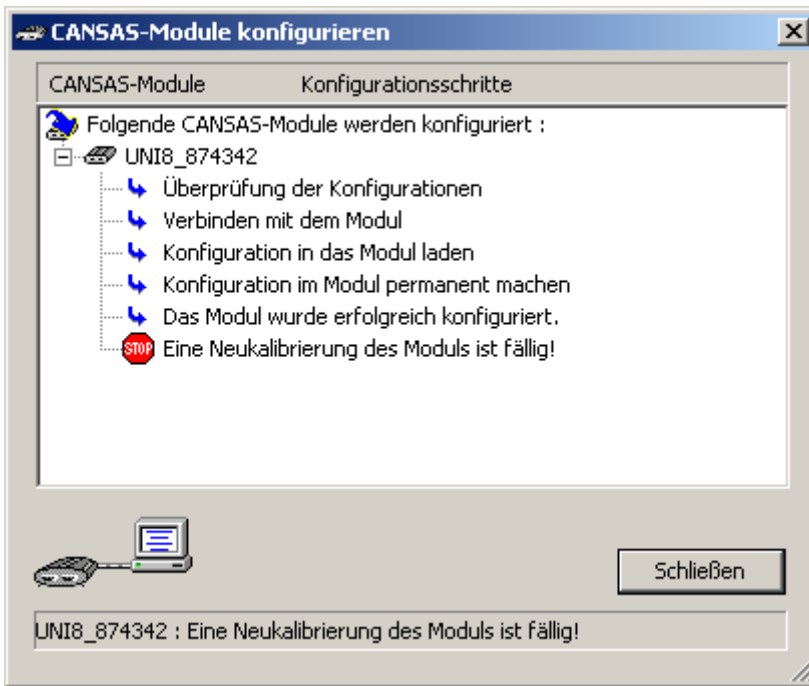 CANSAS-Module konfigurieren
CANSAS-Module Konfigurationsschritte
Folgende CANSAS-Module werden konfiguriert :
UNI8_874342
Überprüfung der Konfigurationen
Verbinden mit dem Modul
Konfiguration in das Modul laden
Konfiguration im Modul permanent machen
Das Modul wurde erfolgreich konfiguriert.
STOP Eine Neukalibrierung des Moduls ist fällig!
Schließen
UNI8_874342 : Eine Neukalibrierung des Moduls ist fällig!